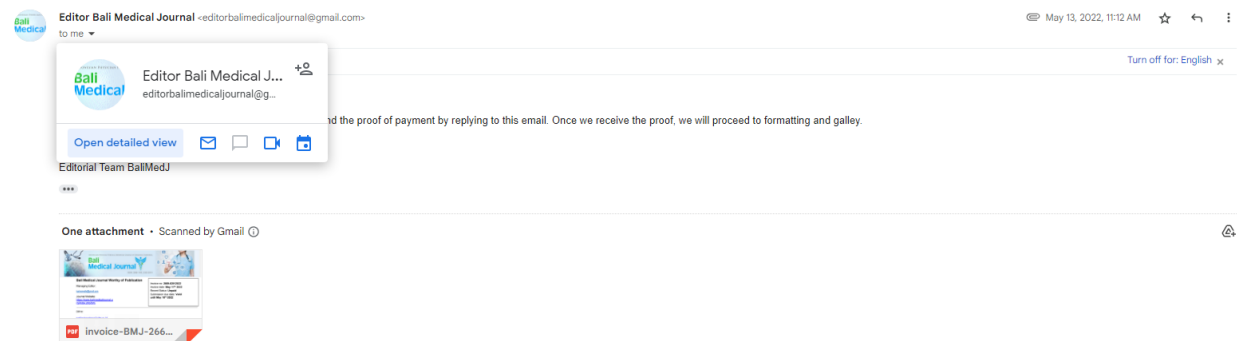 Editor Bali Medical Journal <editorbalimedicaljournal@gmail.com>
May 13, 2022, 11:12 AM
to me
Bali
Medical
Editor Bali Medical J...
editorbalimedicaljournal@g...
Turn off for: English
nd the proof of payment by replying to this email. Once we receive the proof, we will proceed to formatting and galley.
Open detailed view
Editorial Team BaliMedJ
One attachment • Scanned by Gmail
Bali
Medical Journal
PDF invoice-BMJ-266...